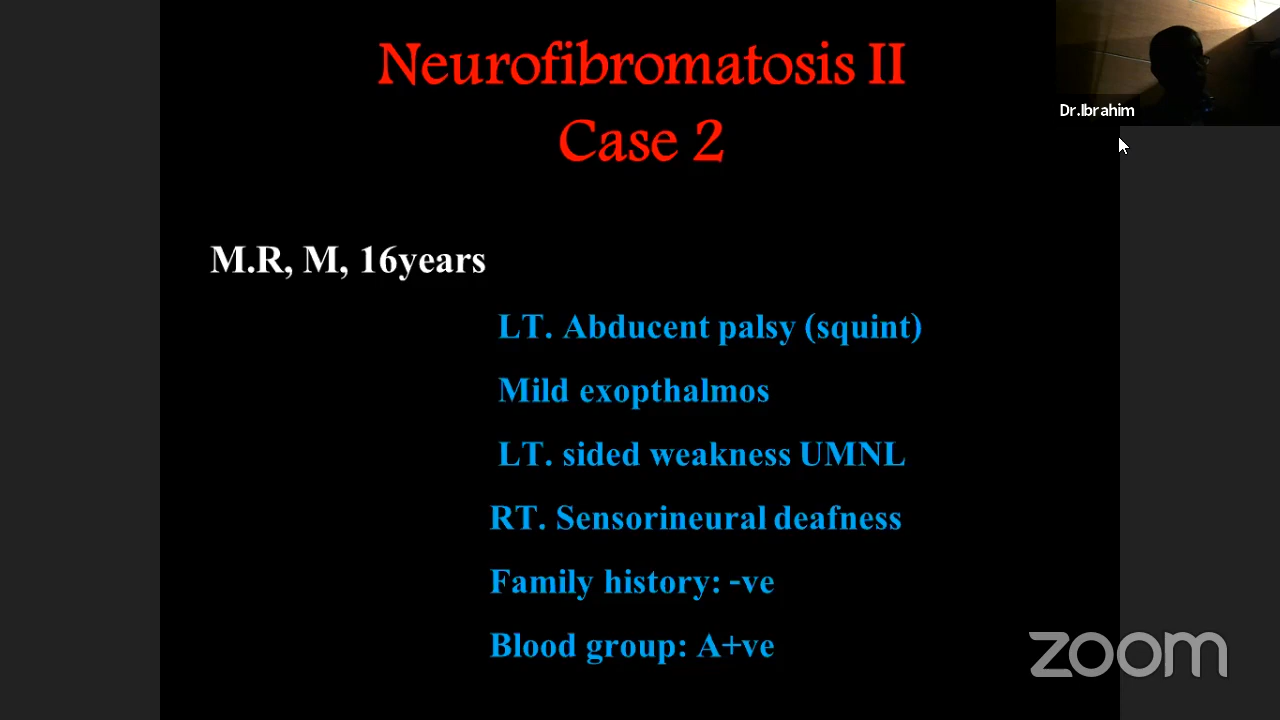 Neurofibromatosis II
Case 2
Dr.Ibrahim
M.R, M, 16years
LT. Abducent palsy (squint)
Mild exopthalmos
LT. sided weakness UMNL
RT. Sensorineural deafness
Family history: -ve
Blood group: A+ve
zoom